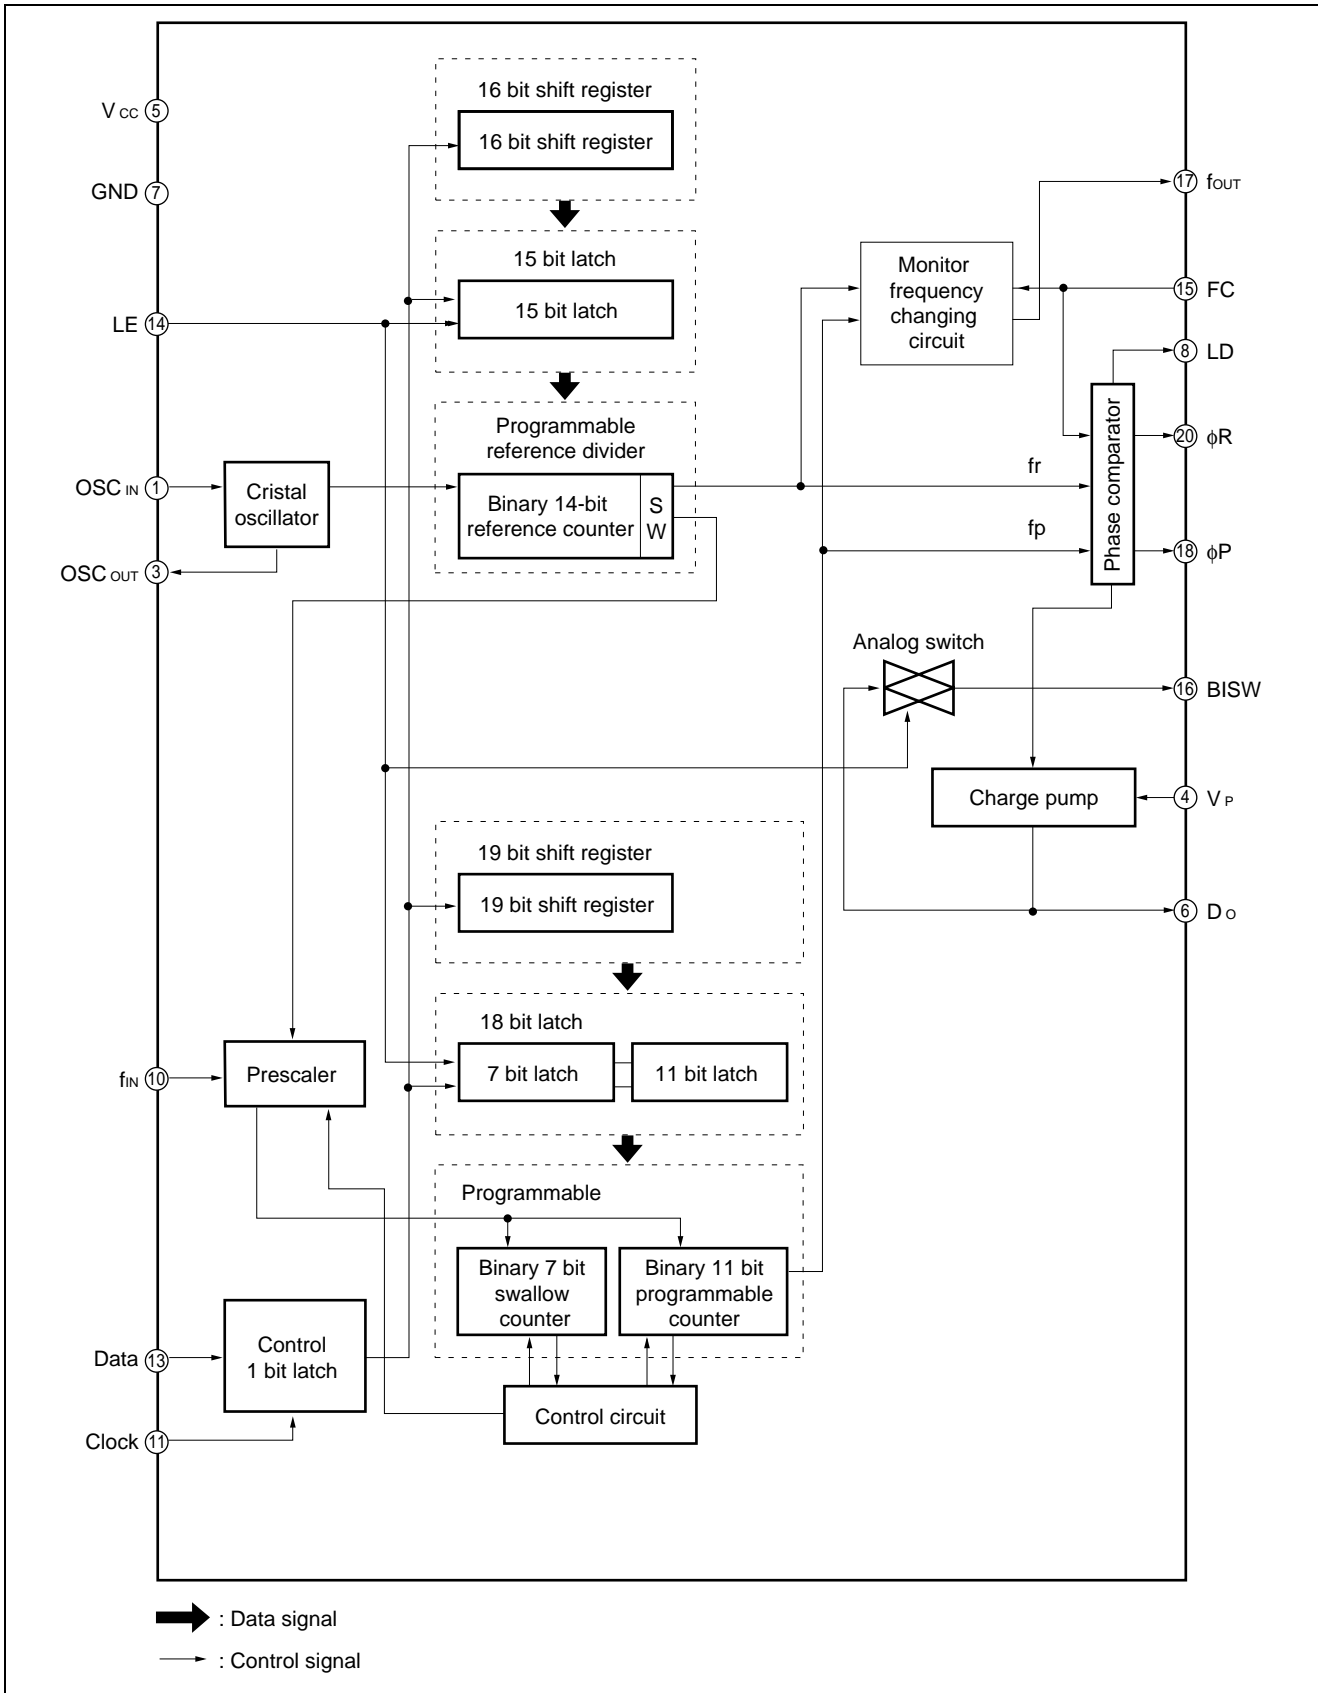 16 bit shift register
16 bit shift register
VCC 5
GND 7
17 fOUT
15 bit latch
15 bit latch
Monitor
frequency
changing
circuit
15 FC
LE 14
8 LD
Programmable
reference divider
Phase comparator
20 φR
OSC IN 1
Cristal
oscillator
Binary 14-bit
reference counter
S
W
fr
fp
18 φP
OSC OUT 3
Analog switch
16 BISW
Charge pump
4 VP
19 bit shift register
19 bit shift register
6 DO
18 bit latch
7 bit latch
11 bit latch
fIN 10
Prescaler
Programmable
Binary 7 bit
swallow
counter
Binary 11 bit
programmable
counter
Data 13
Control
1 bit latch
Clock 11
Control circuit
: Data signal
: Control signal